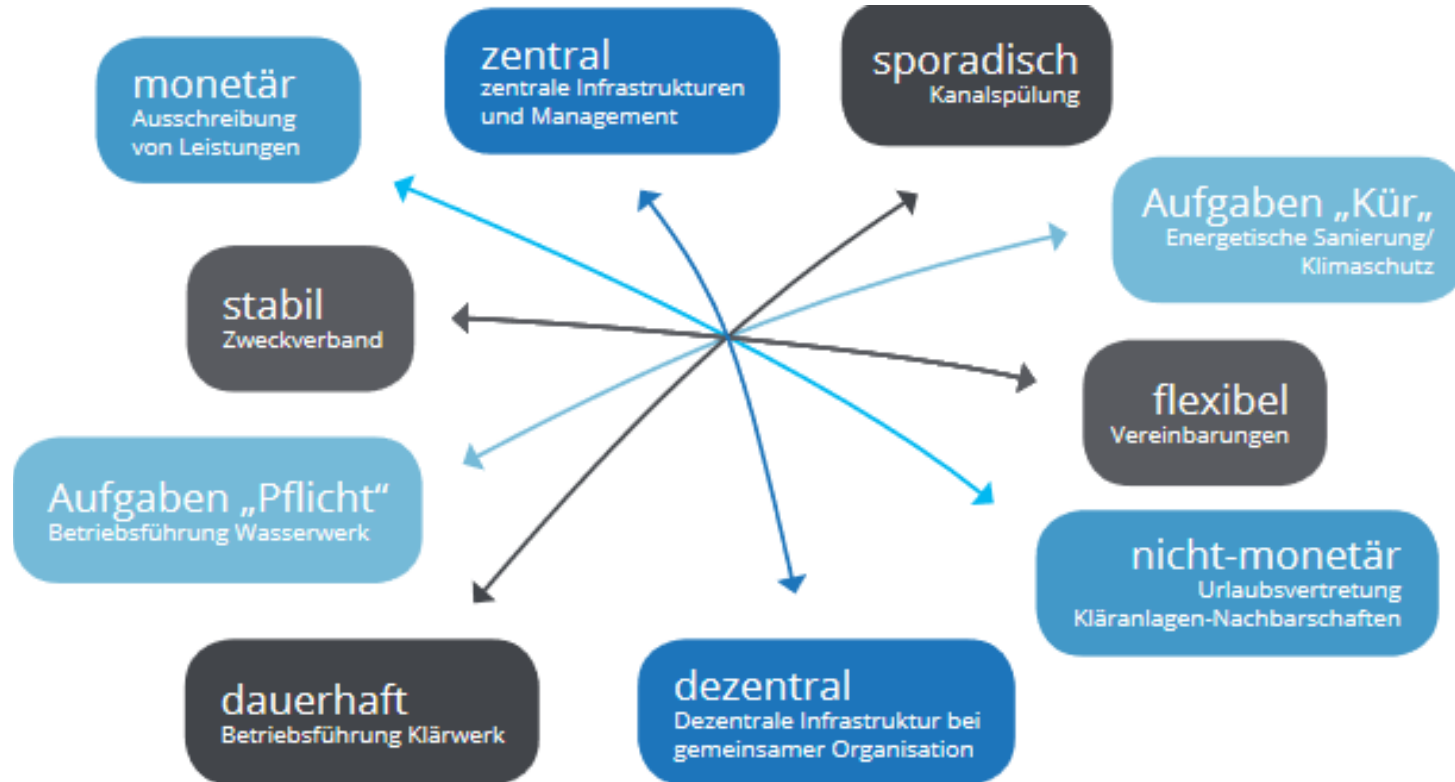 monetär
Ausschreibung
von Leistungen
zentral
zentrale Infrastrukturen
und Management
sporadisch
Kanalspülung
Aufgaben „Kür„
Energetische Sanierung/
Klimaschutz
stabil
Zweckverband
flexibel
Vereinbarungen
Aufgaben „Pflicht“
Betriebsführung Wasserwerk
nicht-monetär
Urlaubsvertretung
Kläranlagen-Nachbarschaften
dauerhaft
Betriebsführung Klärwerk
dezentral
Dezentrale Infrastruktur bei
gemeinsamer Organisation